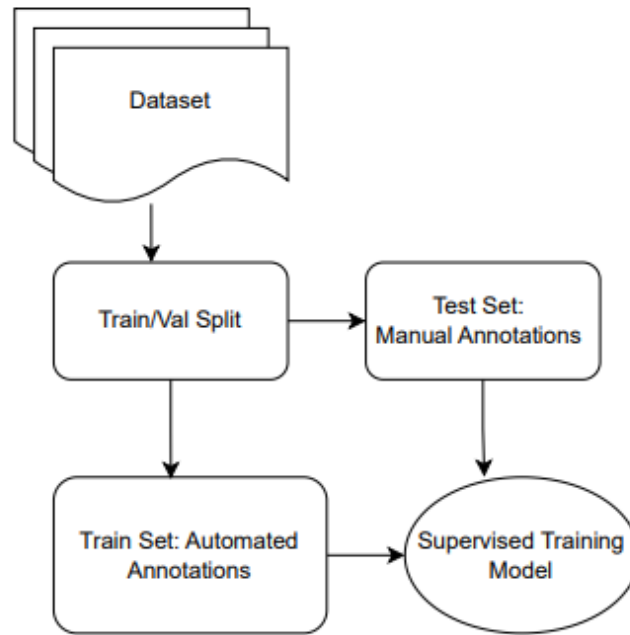 Dataset
Train/Val Split
Test Set:
Manual Annotations
Train Set: Automated
Annotations
Supervised Training
Model